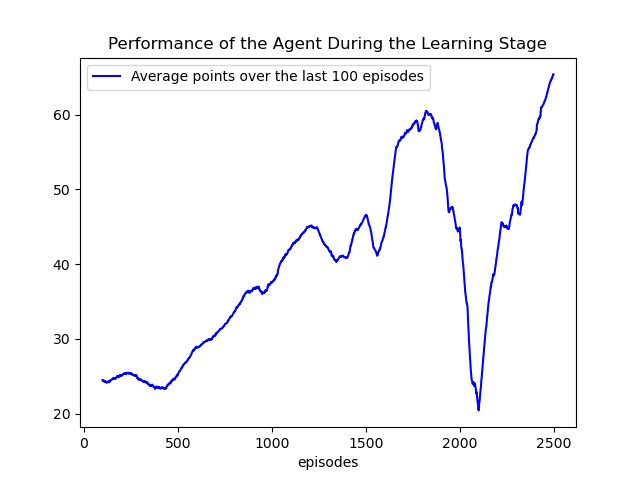 Performance of the Agent During the Learning Stage
Average points over the last 100 episodes
60
50
40
30
20
0 500 1000 1500 2000 2500
episodes